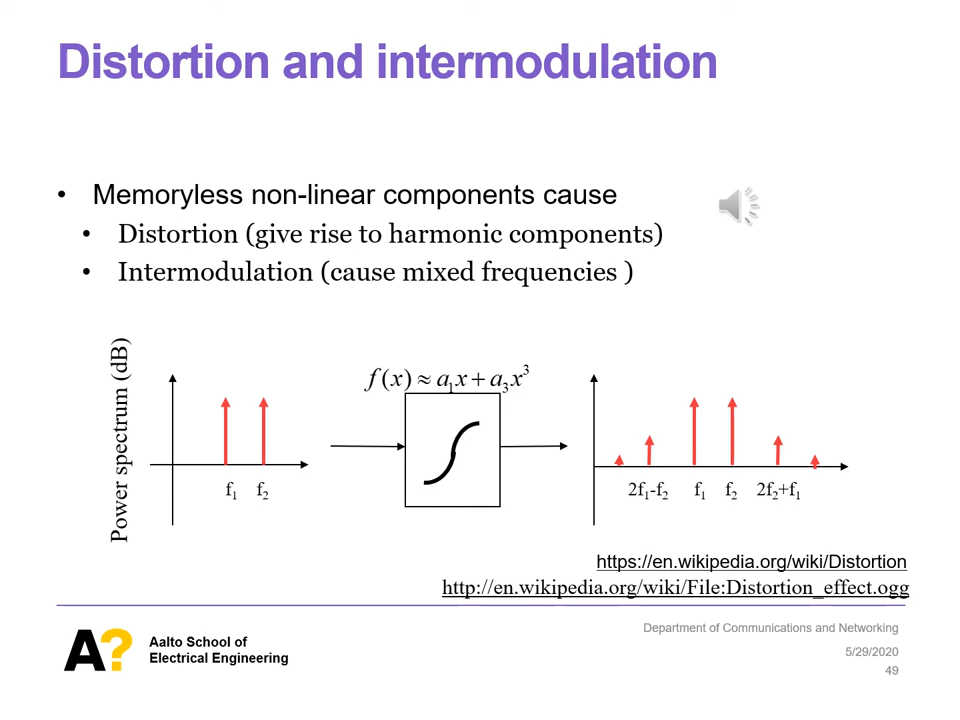 Distortion and intermodulation
• Memoryless non-linear components cause
• Distortion (give rise to harmonic components)
• Intermodulation (cause mixed frequencies )
Power spectrum (dB)
f(x) ≈ a₁x + a₃x³
f₁ f₂
2f₁-f₂ f₁ f₂ 2f₂+f₁
https://en.wikipedia.org/wiki/Distortion
http://en.wikipedia.org/wiki/File:Distortion_effect.ogg
A?
Aalto School of
Electrical Engineering
Department of Communications and Networking
5/29/2020
49